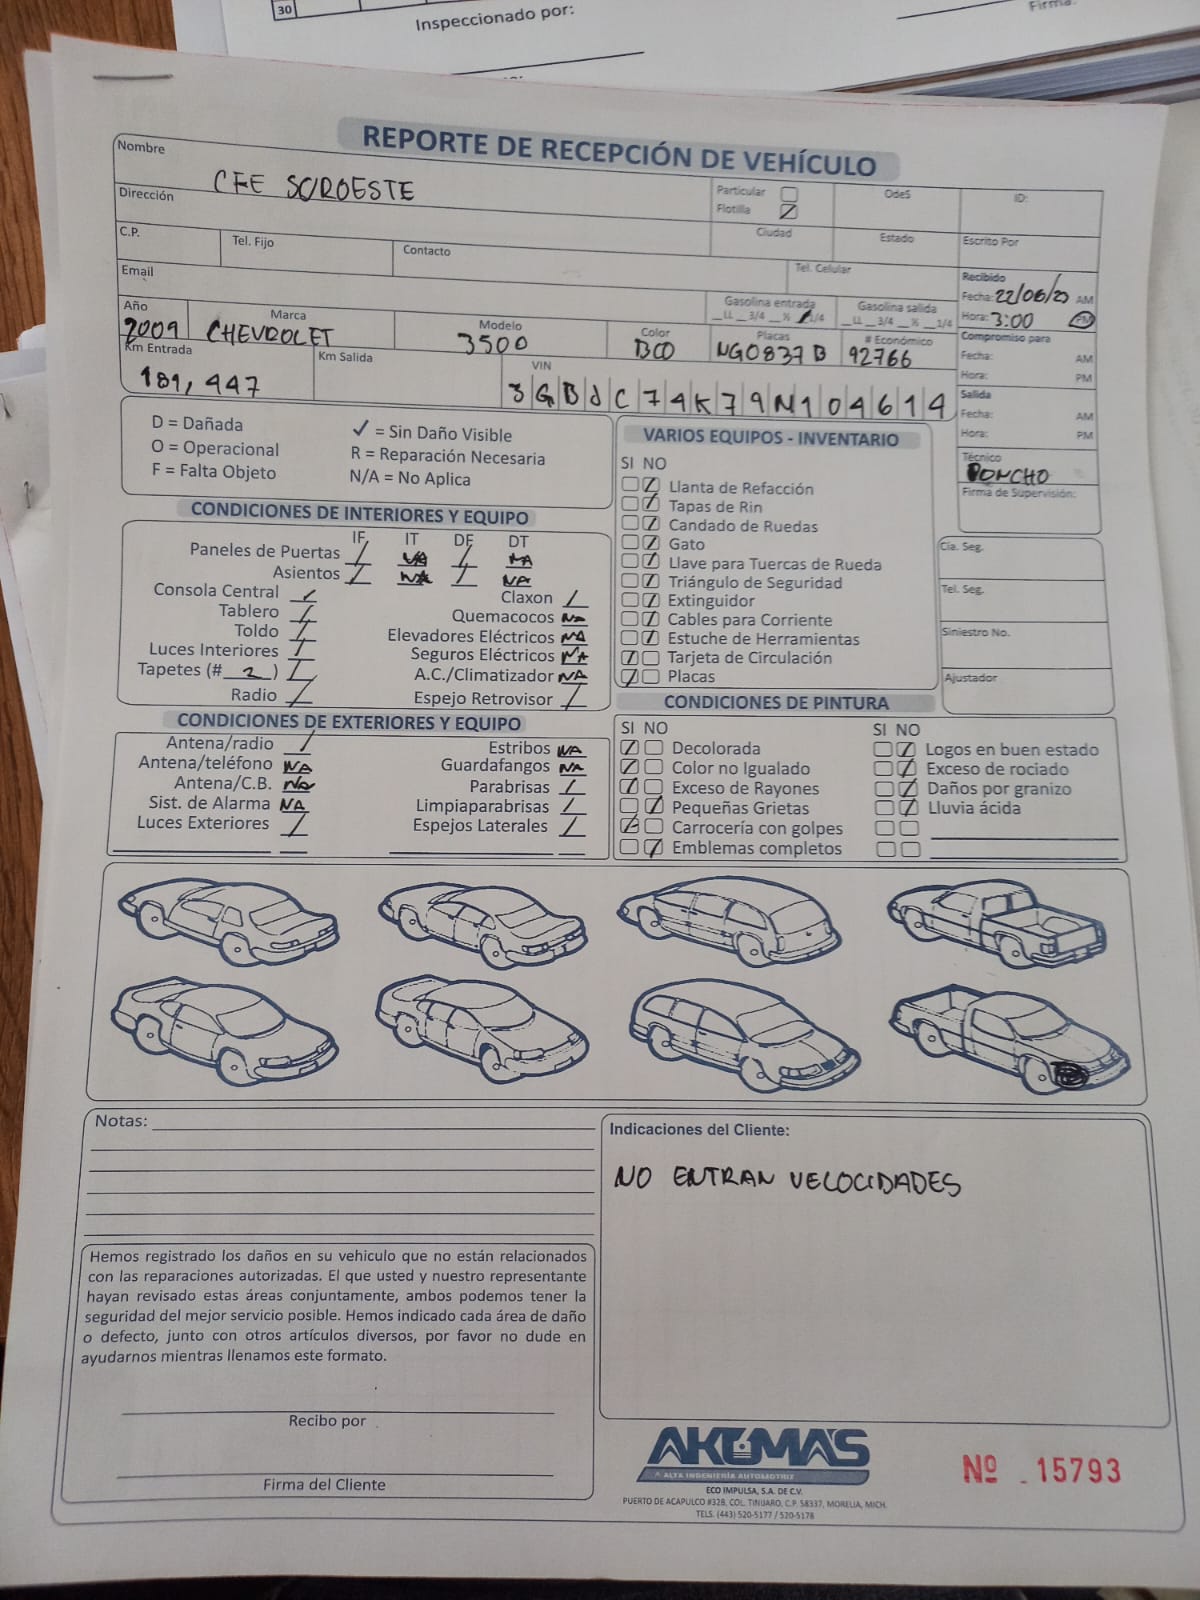 30
Inspeccionado por:
Firma:
REPORTE DE RECEPCIÓN DE VEHÍCULO
Nombre
CFE SUROESTE
Particular
Flotilla
OdeS
ID:
Dirección
Ciudad
Estado
Escrito Por
C.P.
Tel. Fijo
Contacto
Tel. Celular
Email
Recibido
Fecha: 22/06/23 AM
Hora: 3:00 PM
Año
2009
Marca
CHEVROLET
Modelo
3500
Color
BCO
Gasolina entrada
_LL _3/4 _½ _1/4
Gasolina salida
_LL _3/4 _½ _1/4
Placas
NG0837B
# Económico
92766
Compromiso para
Fecha: AM
Hora: PM
Km Entrada
181,447
Km Salida
VIN
3GBJC74K79M104614
Salida
Fecha: AM
Hora: PM
Técnico
PONCHO
Firma de Supervisión:
Cía. Seg.
Tel. Seg.
Siniestro No.
Ajustador
D = Dañada
O = Operacional
F = Falta Objeto
✓ = Sin Daño Visible
R = Reparación Necesaria
N/A = No Aplica
CONDICIONES DE INTERIORES Y EQUIPO
IF IT DF DT
Paneles de Puertas / NA / NA
Asientos / NA / NA
Consola Central /
Tablero /
Toldo /
Luces Interiores /
Tapetes (# 2 ) /
Radio /
Claxon /
Quemacocos NA
Elevadores Eléctricos NA
Seguros Eléctricos NA
A.C./Climatizador NA
Espejo Retrovisor /
VARIOS EQUIPOS - INVENTARIO
SI NO
Llanta de Refacción
Tapas de Rin
Candado de Ruedas
Gato
Llave para Tuercas de Rueda
Triángulo de Seguridad
Extinguidor
Cables para Corriente
Estuche de Herramientas
Tarjeta de Circulación
Placas
CONDICIONES DE EXTERIORES Y EQUIPO
Antena/radio /
Antena/teléfono NA
Antena/C.B. NA
Sist. de Alarma NA
Luces Exteriores /
Estribos NA
Guardafangos NA
Parabrisas /
Limpiaparabrisas /
Espejos Laterales /
CONDICIONES DE PINTURA
SI NO
Decolorada
Color no Igualado
Exceso de Rayones
Pequeñas Grietas
Carrocería con golpes
Emblemas completos
SI NO
Logos en buen estado
Exceso de rociado
Daños por granizo
Lluvia ácida
Notas:
Indicaciones del Cliente:
NO ENTRAN VELOCIDADES
Hemos registrado los daños en su vehiculo que no están relacionados
con las reparaciones autorizadas. El que usted y nuestro representante
hayan revisado estas áreas conjuntamente, ambos podemos tener la
seguridad del mejor servicio posible. Hemos indicado cada área de daño
o defecto, junto con otros artículos diversos, por favor no dude en
ayudarnos mientras llenamos este formato.
Recibo por
Firma del Cliente
AKUMA'S
ALTA INGENIERÍA AUTOMOTRIZ
ECO IMPULSA, S.A. DE C.V.
PUERTO DE ACAPULCO #328, COL. TINIJARO, C.P. 58337, MORELIA, MICH.
TELS. (443) 520-5177 / 520-5178
Nº 15793